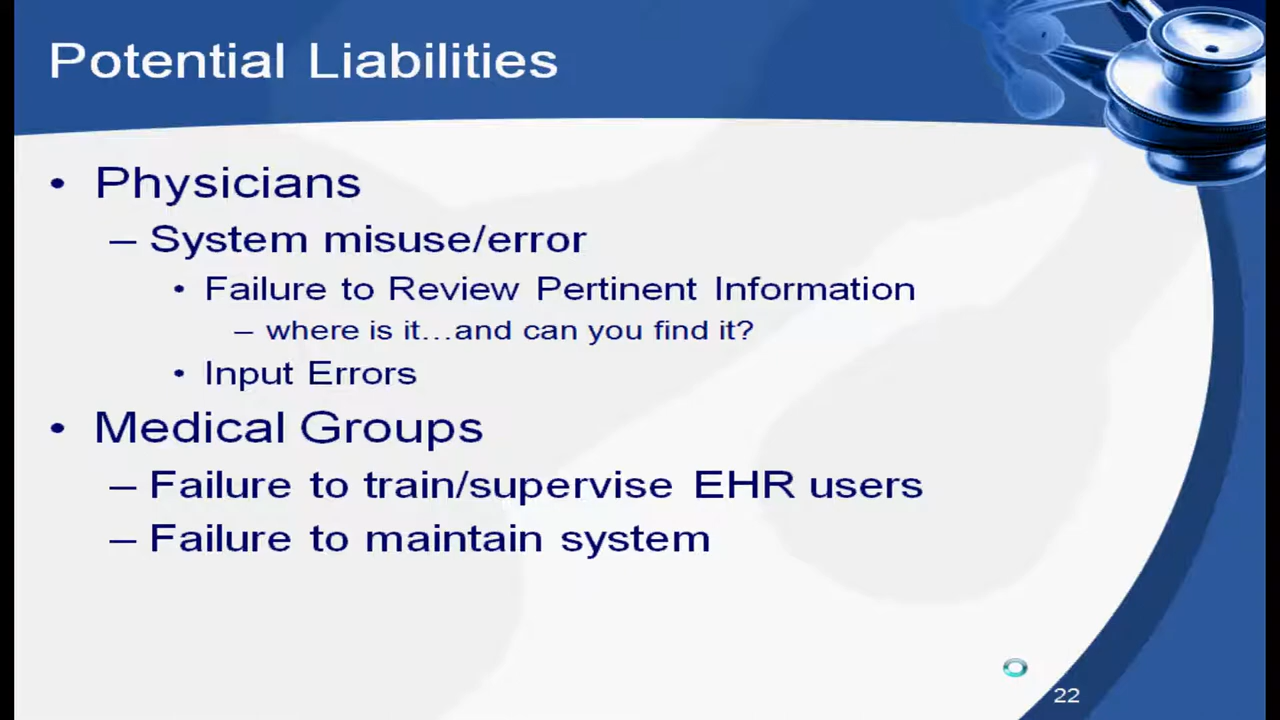 Potential Liabilities
• Physicians
– System misuse/error
• Failure to Review Pertinent Information
– where is it...and can you find it?
• Input Errors
• Medical Groups
– Failure to train/supervise EHR users
– Failure to maintain system
22